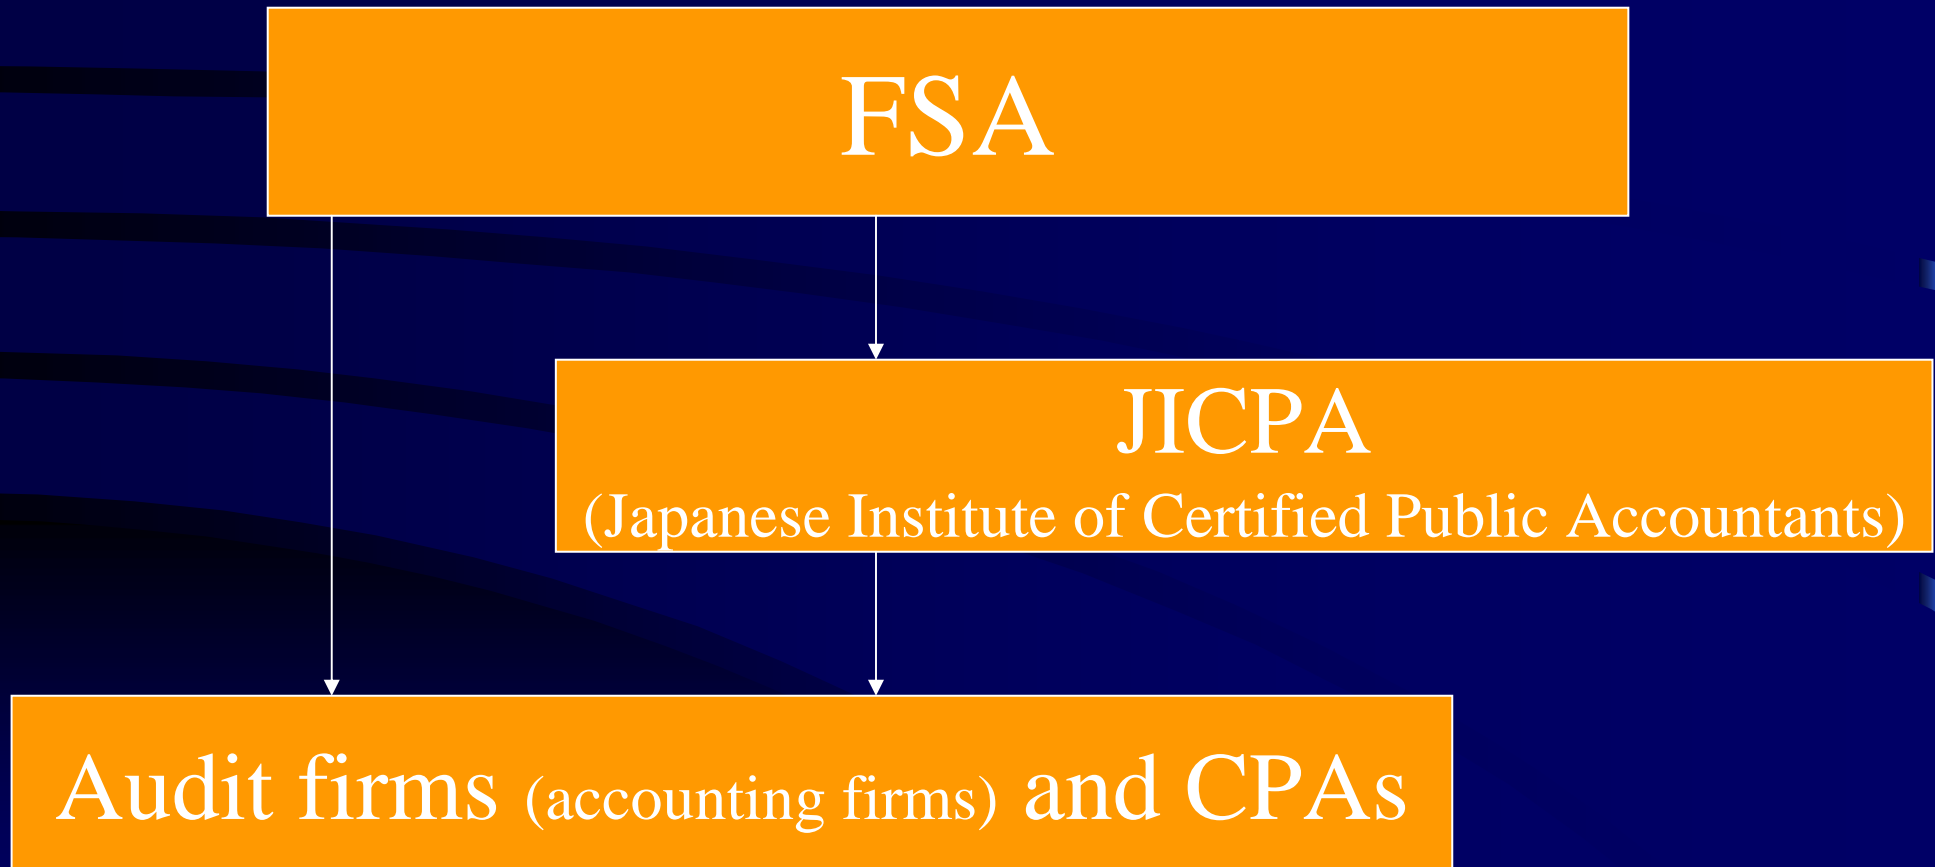 FSA
JICPA
(Japanese Institute of Certified Public Accountants)
Audit firms (accounting firms) and CPAs